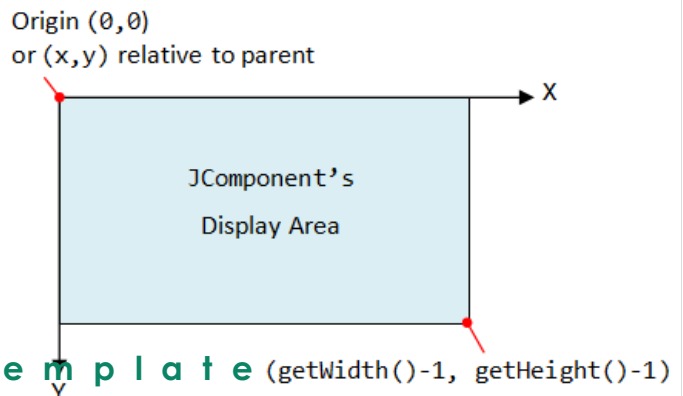 Origin (0,0)
or (x,y) relative to parent
X
JComponent's
Display Area
e m p l a t e (getWidth()-1, getHeight()-1)
Y